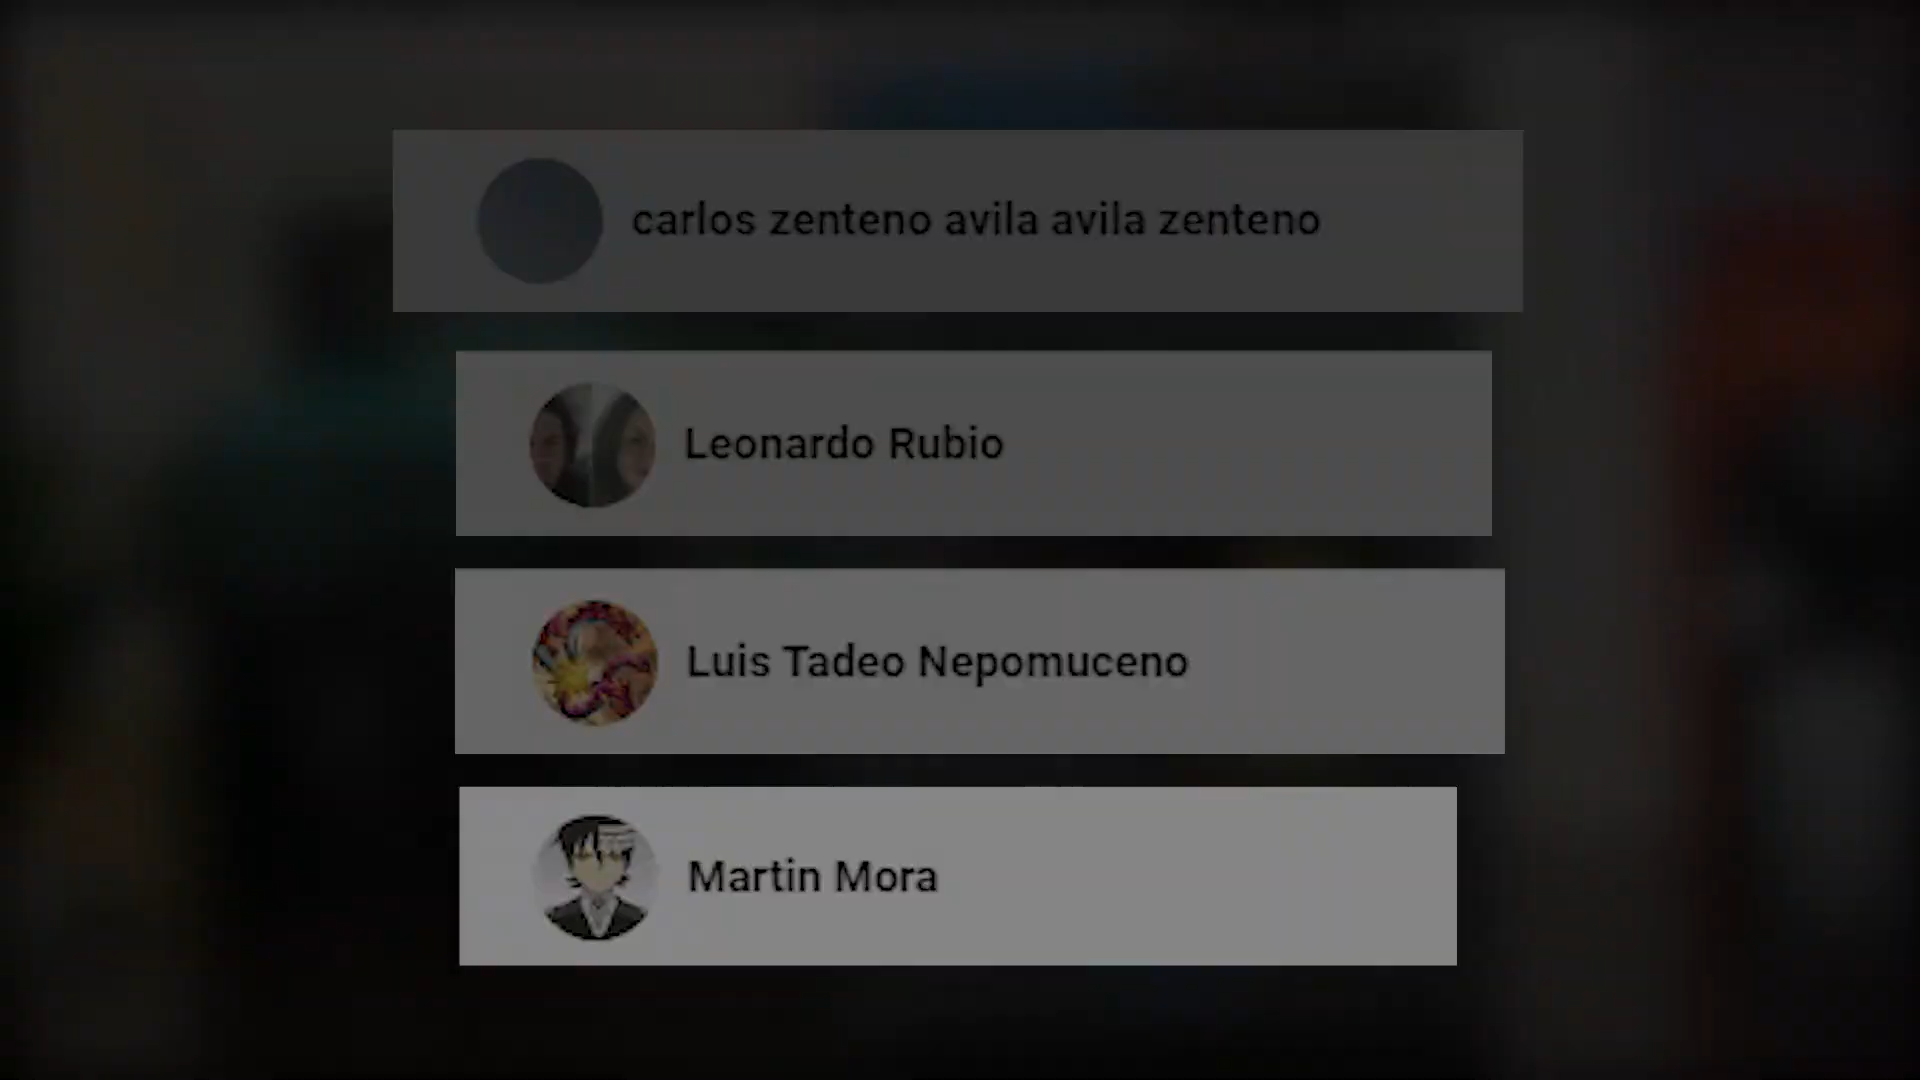 carlos zenteno avila avila zenteno
Leonardo Rubio
Luis Tadeo Nepomuceno
Martin Mora